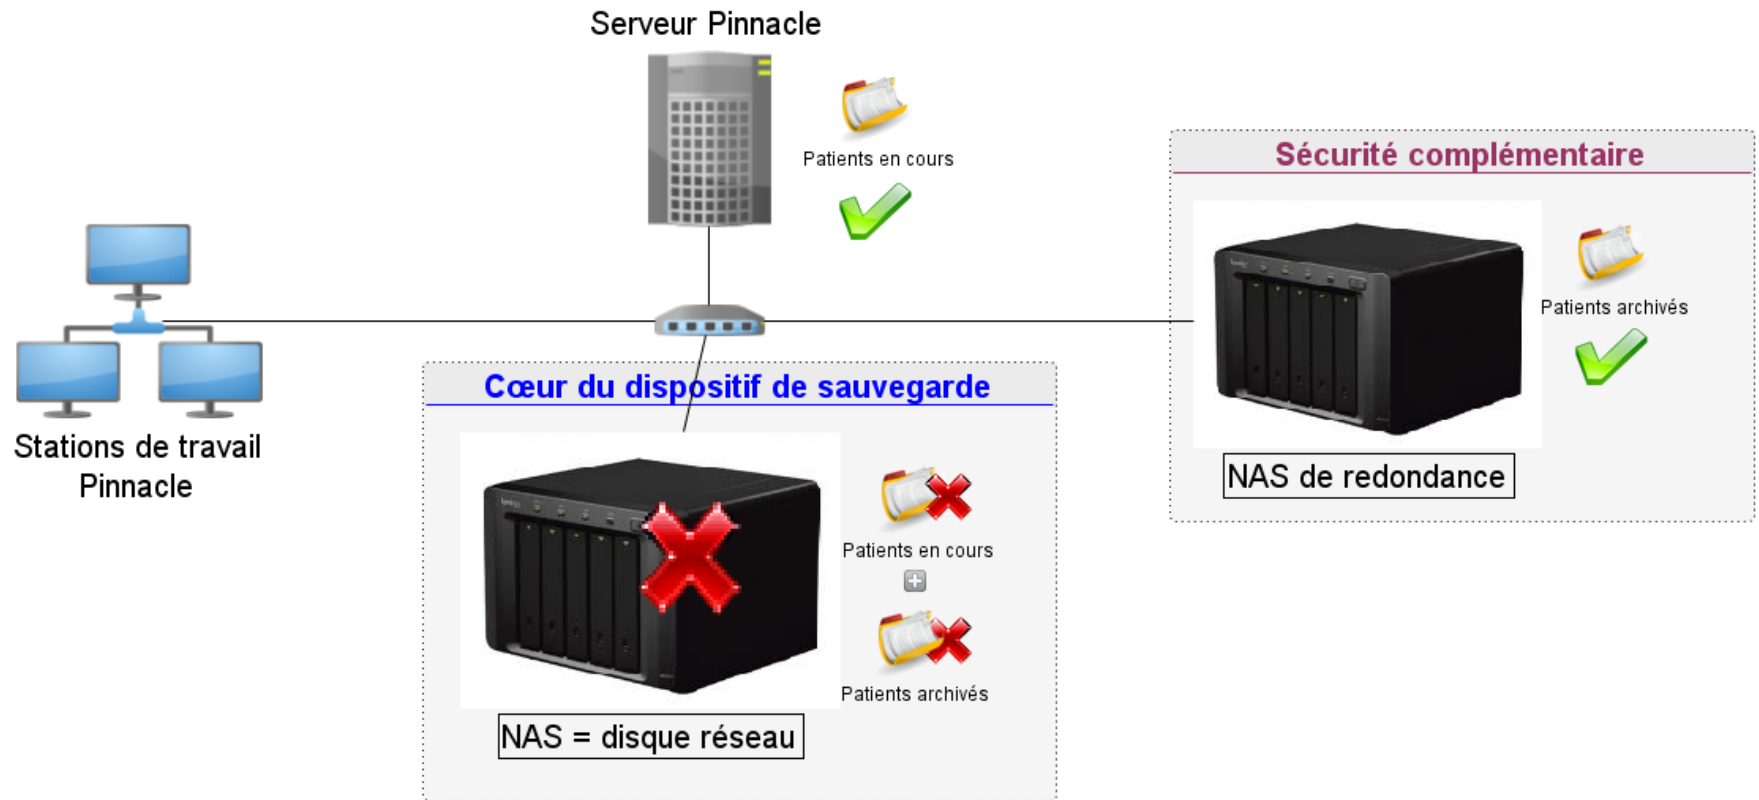 Serveur Pinnacle
Patients en cours
Sécurité complémentaire
Patients archivés
NAS de redondance
Stations de travail
Pinnacle
Cœur du dispositif de sauvegarde
Patients en cours
Patients archivés
NAS = disque réseau